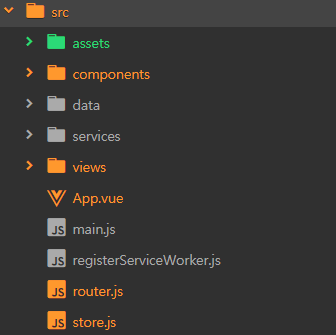 src
assets
components
data
services
views
App.vue
JS main.js
JS registerServiceWorker.js
JS router.js
JS store.js